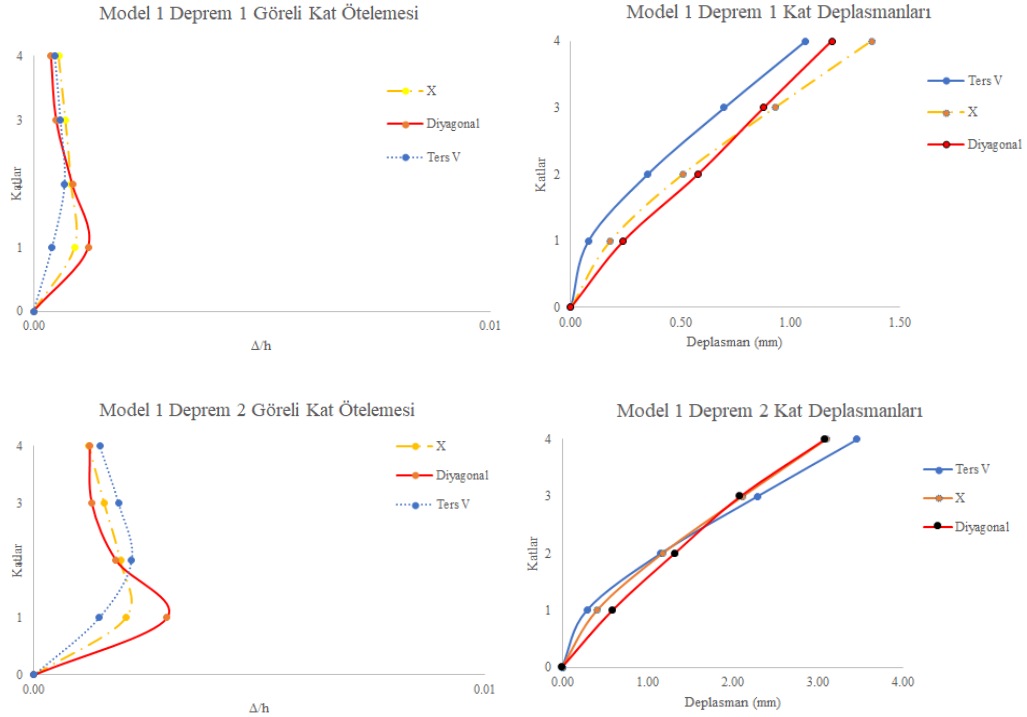 Model 1 Deprem 1 Göreli Kat Ötelemesi
4
3
2
1
0
Katlar
0.00
0.01
Δ/h
X
Diyagonal
Ters V
Model 1 Deprem 1 Kat Deplasmanları
4
3
2
1
0
Katlar
0.00
0.50
1.00
1.50
Deplasman (mm)
Ters V
X
Diyagonal
Model 1 Deprem 2 Göreli Kat Ötelemesi
4
3
2
1
0
Katlar
0.00
0.01
Δ/h
X
Diyagonal
Ters V
Model 1 Deprem 2 Kat Deplasmanları
4
3
2
1
0
Katlar
0.00
1.00
2.00
3.00
4.00
Deplasman (mm)
Ters V
X
Diyagonal